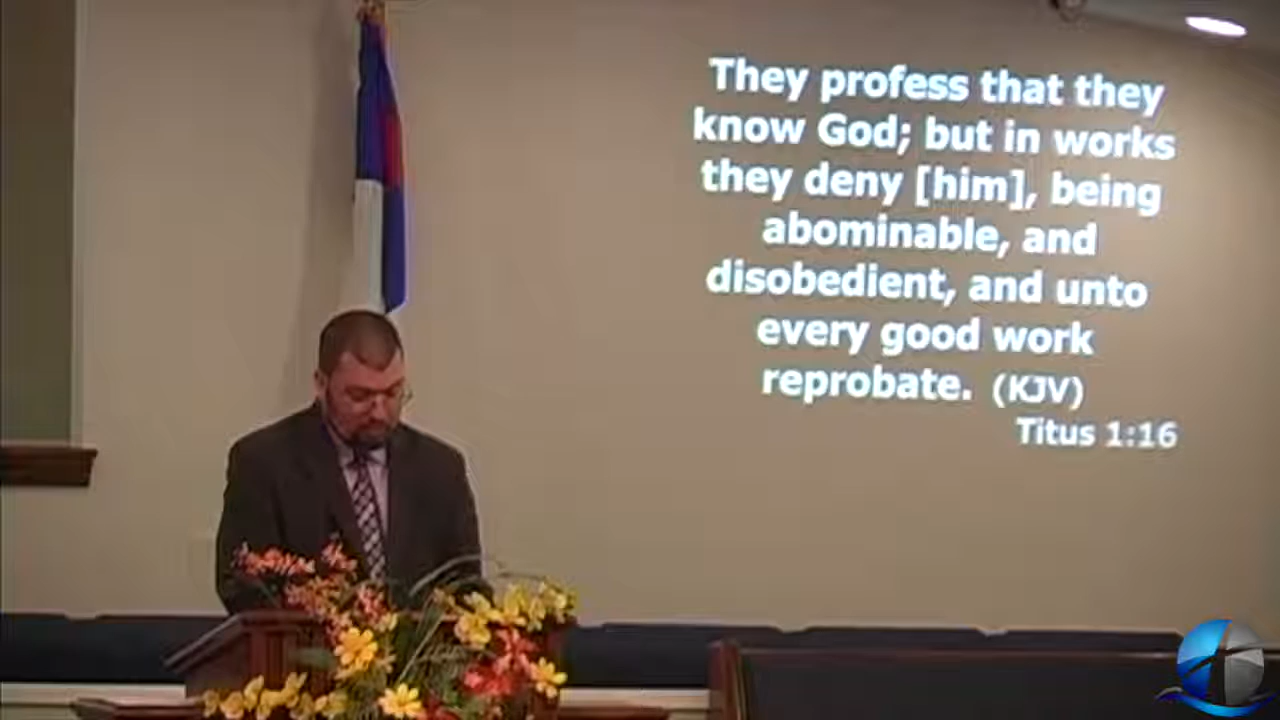 They profess that they
know God; but in works
they deny [him], being
abominable, and
disobedient, and unto
every good work
reprobate. (KJV)
Titus 1:16